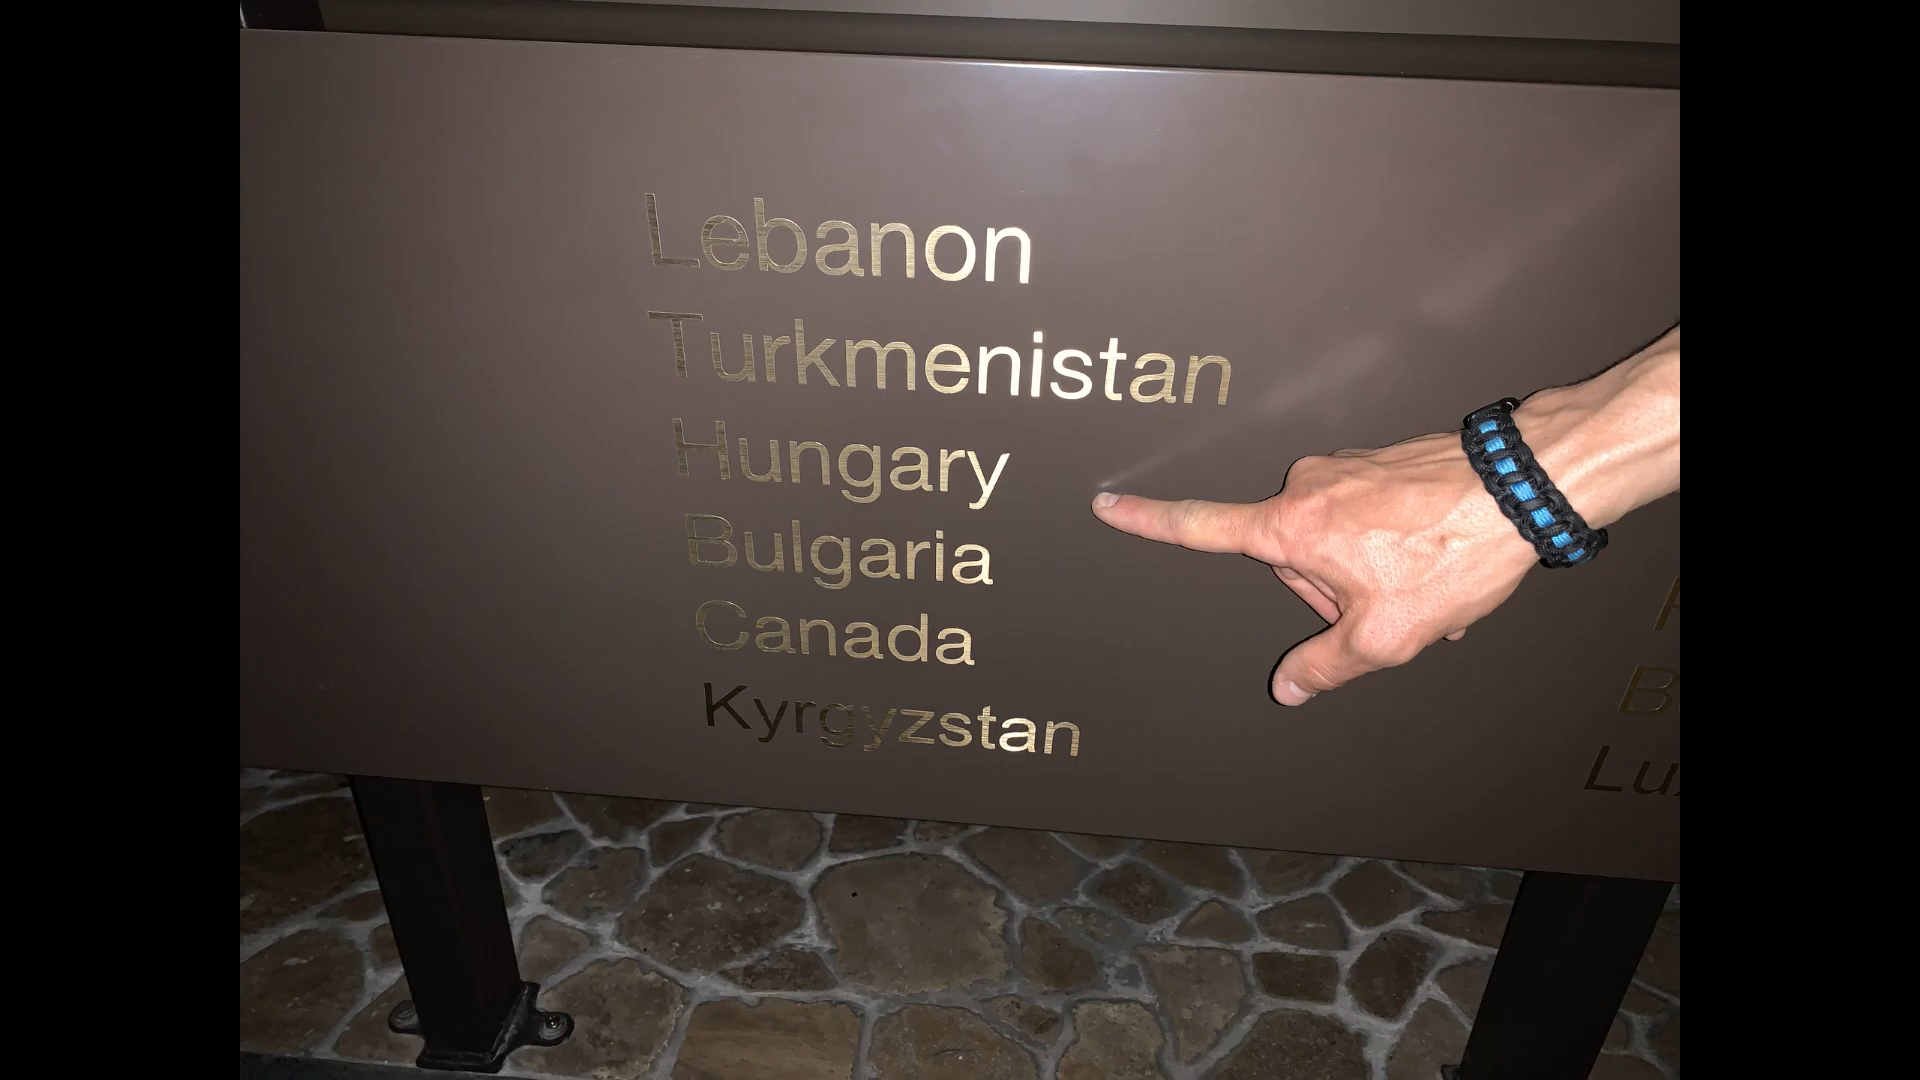 Lebanon
Turkmenistan
Hungary
Bulgaria
Canada
Kyrgyzstan